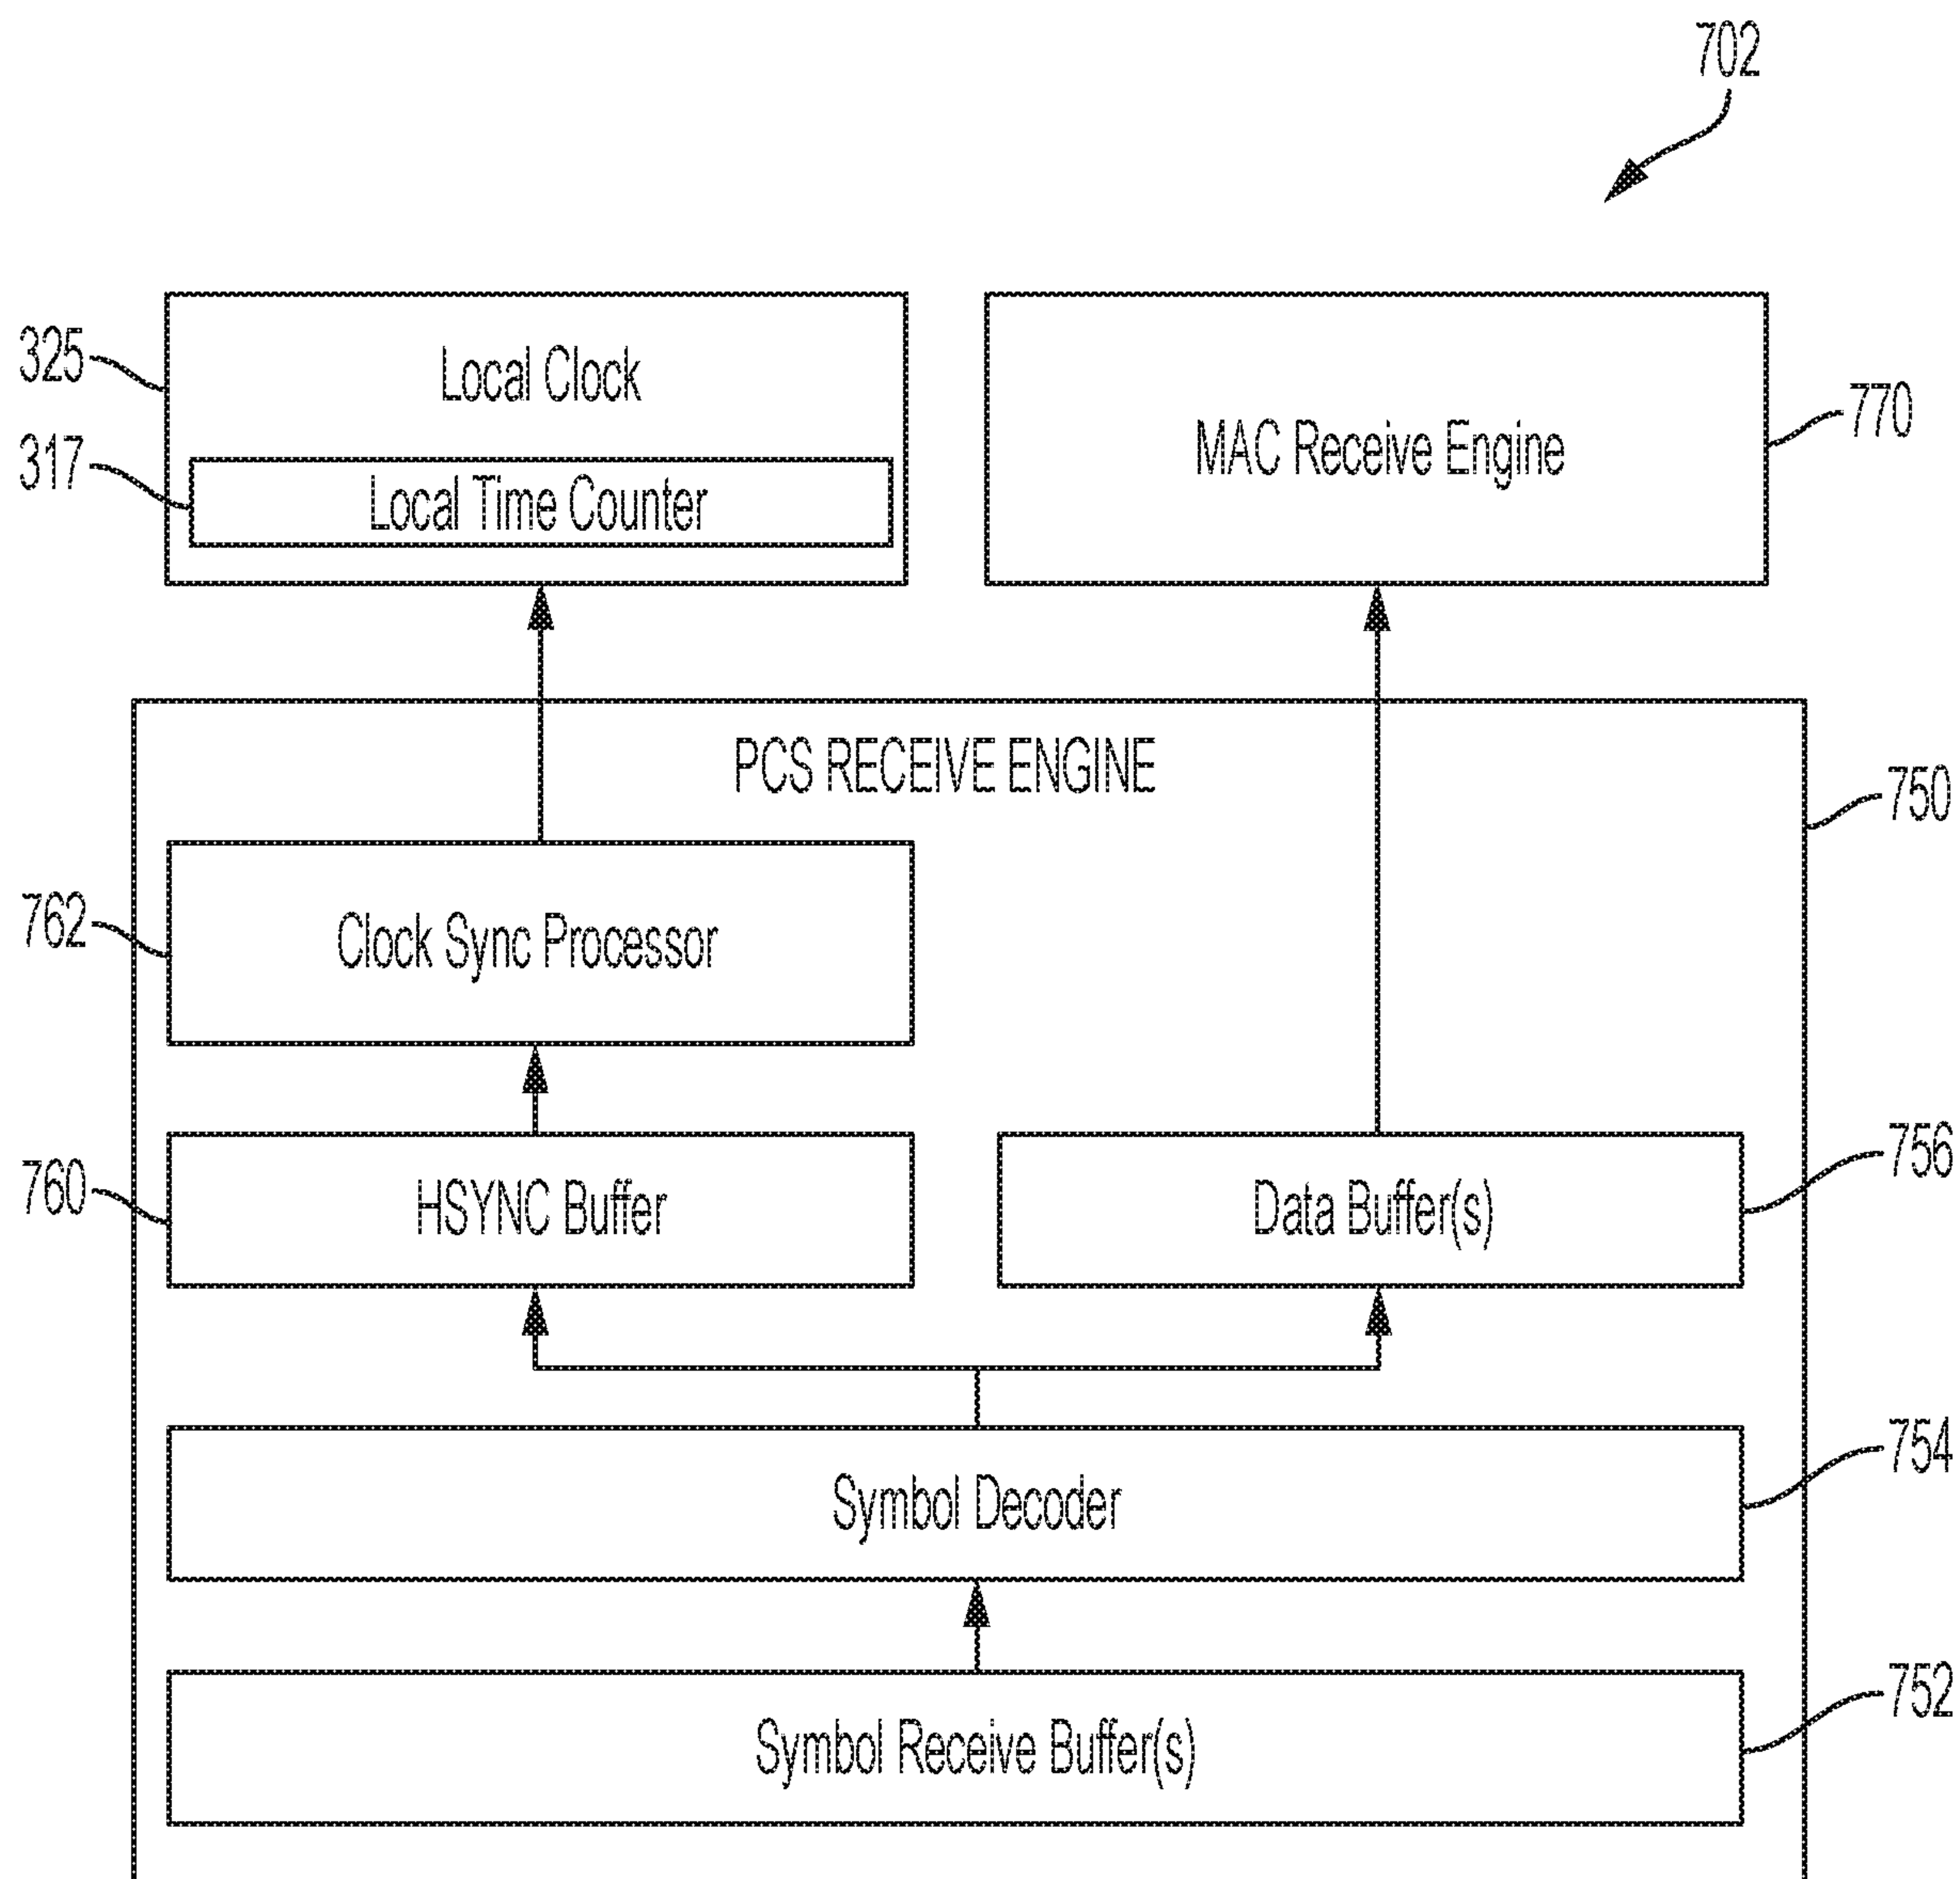 702
325
Local Clock
317
Local Time Counter
MAC Receive Engine
770
PCS RECEIVE ENGINE
750
762
Clock Sync Processor
760
HSYNC Buffer
Data Buffer(s)
756
Symbol Decoder
754
Symbol Receive Buffer(s)
752